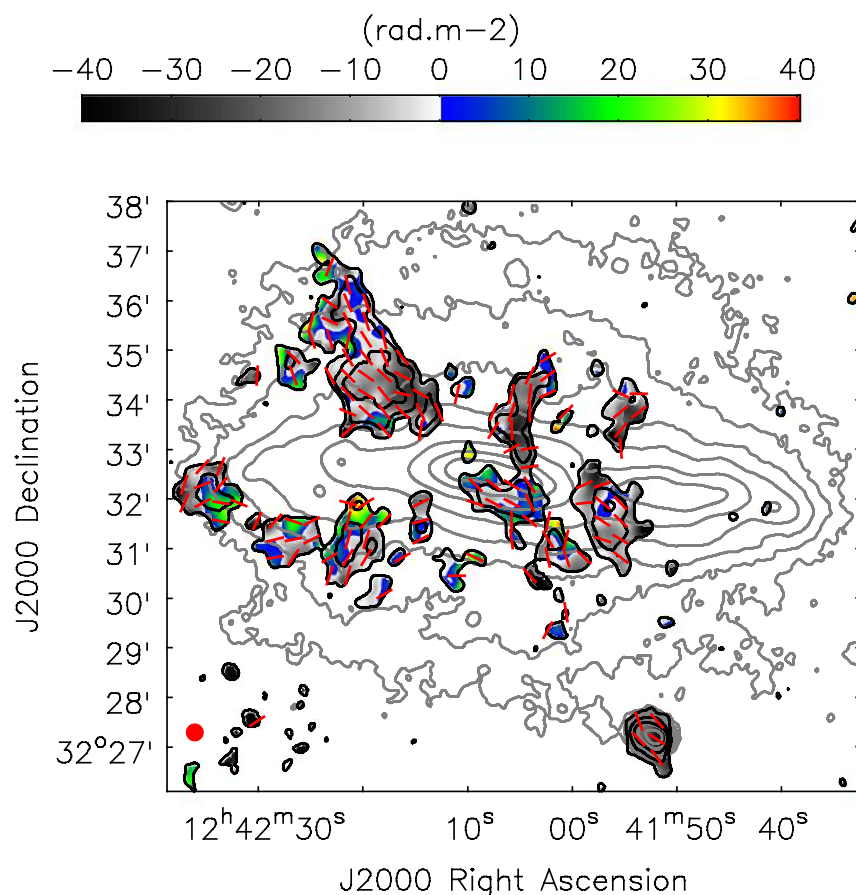 (rad.m−2)
−40 −30 −20 −10 0 10 20 30 40
38'
37'
36'
35'
34'
33'
32'
31'
30'
29'
28'
32°27'
J2000 Declination
12ʰ42ᵐ30ˢ 10ˢ 00ˢ 41ᵐ50ˢ 40ˢ
J2000 Right Ascension